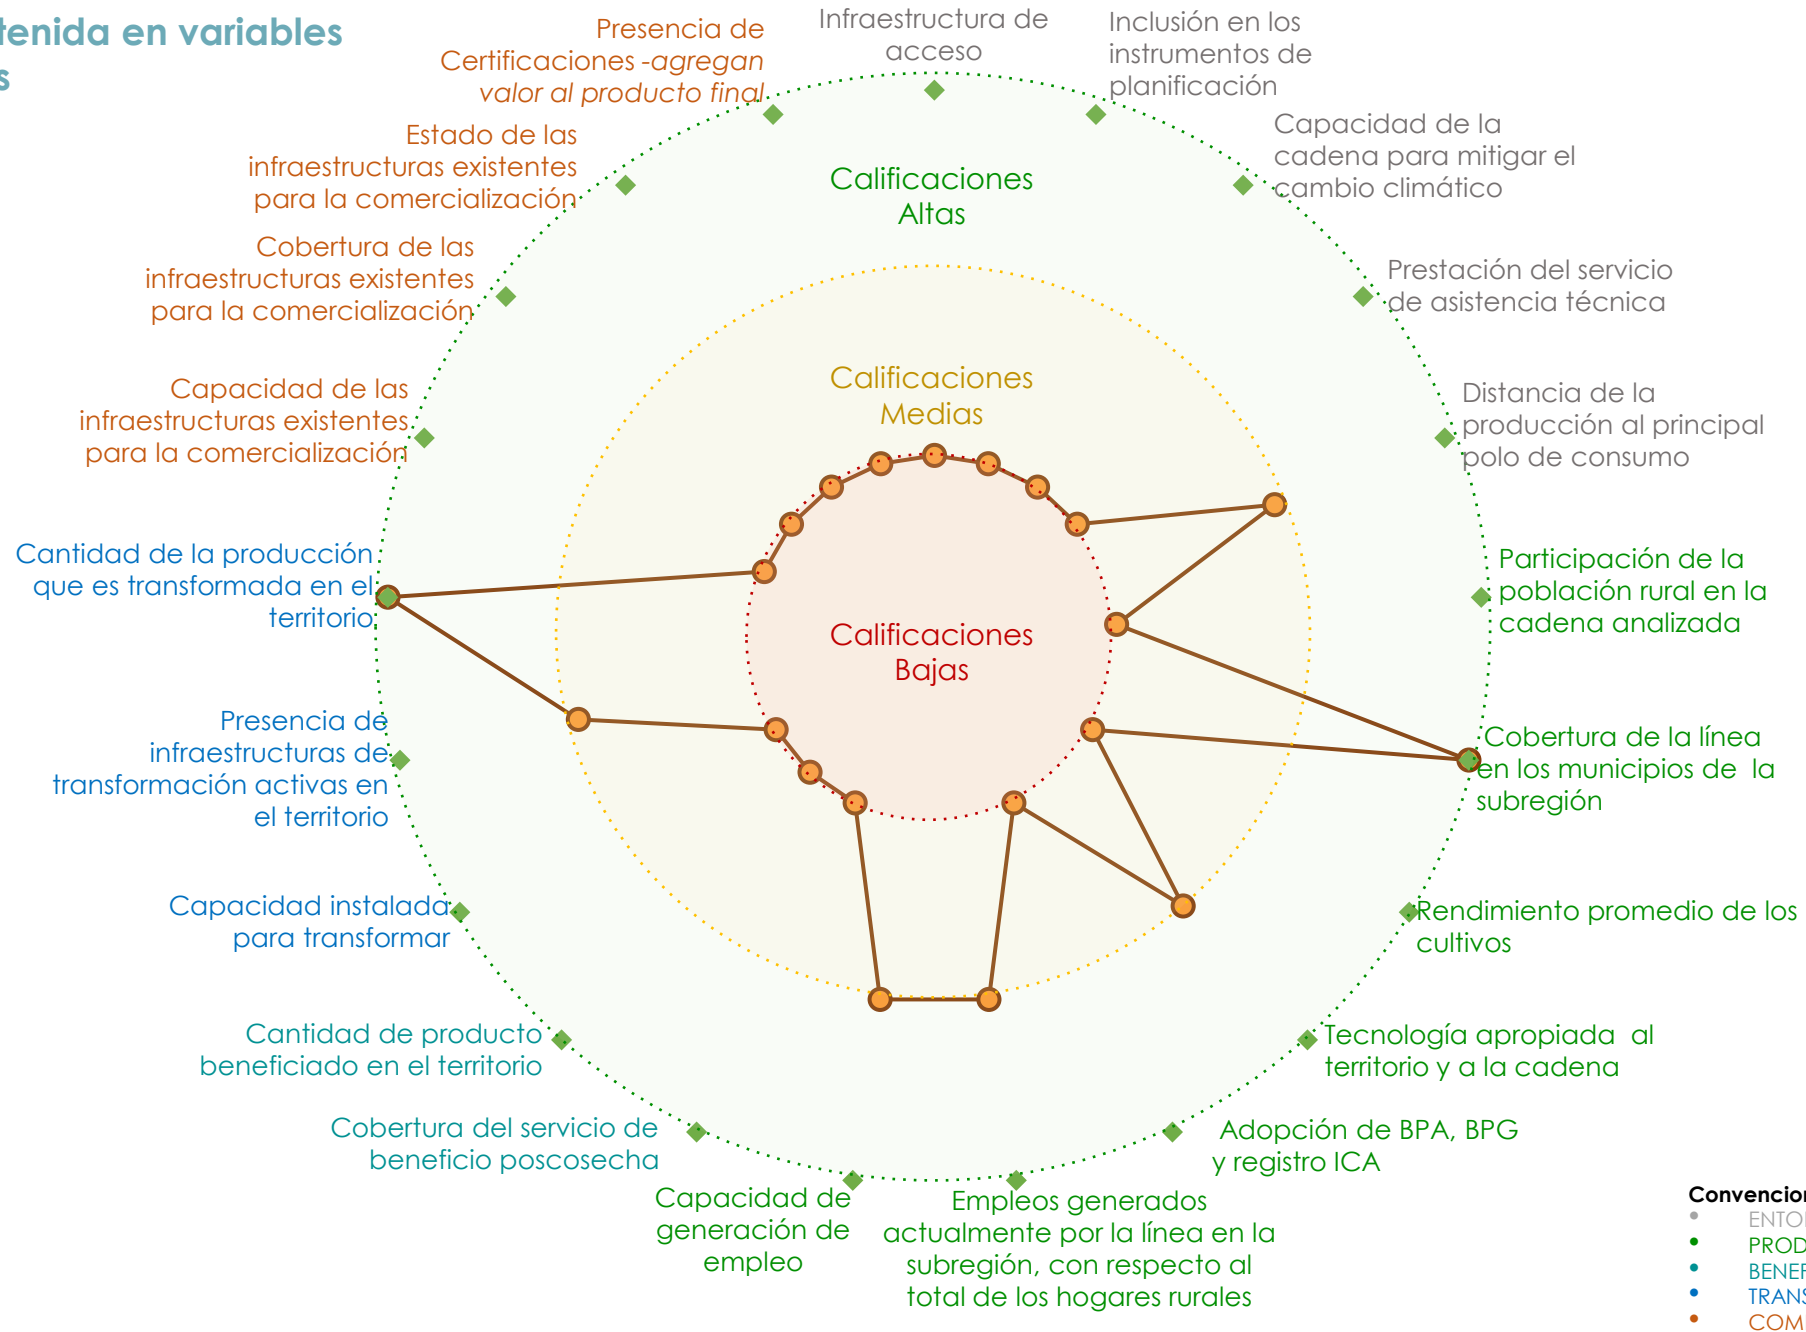 tenida en variables
s
Presencia de
Certificaciones -agregan
valor al producto final
Infraestructura de
acceso
Inclusión en los
instrumentos de
planificación
Capacidad de la
cadena para mitigar el
cambio climático
Prestación del servicio
de asistencia técnica
Distancia de la
producción al principal
polo de consumo
Participación de la
población rural en la
cadena analizada
Cobertura de la línea
en los municipios de la
subregión
Rendimiento promedio de los
cultivos
Tecnología apropiada al
territorio y a la cadena
Adopción de BPA, BPG
y registro ICA
Empleos generados
actualmente por la línea en la
subregión, con respecto al
total de los hogares rurales
Capacidad de
generación de
empleo
Cobertura del servicio de
beneficio poscosecha
Cantidad de producto
beneficiado en el territorio
Capacidad instalada
para transformar
Presencia de
infraestructuras de
transformación activas en
el territorio
Cantidad de la producción
que es transformada en el
territorio
Capacidad de las
infraestructuras existentes
para la comercialización
Cobertura de las
infraestructuras existentes
para la comercialización
Estado de las
infraestructuras existentes
para la comercialización
Calificaciones
Altas
Calificaciones
Medias
Calificaciones
Bajas
Convencion
ENTO
PROD
BENEF
TRANS
COM